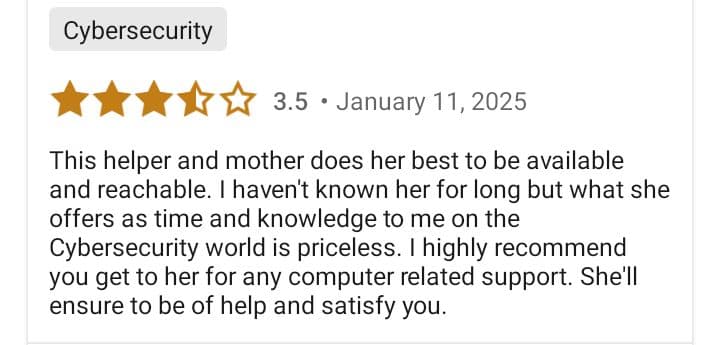 Cybersecurity
3.5 • January 11, 2025
This helper and mother does her best to be available
and reachable. I haven't known her for long but what she
offers as time and knowledge to me on the
Cybersecurity world is priceless. I highly recommend
you get to her for any computer related support. She'll
ensure to be of help and satisfy you.